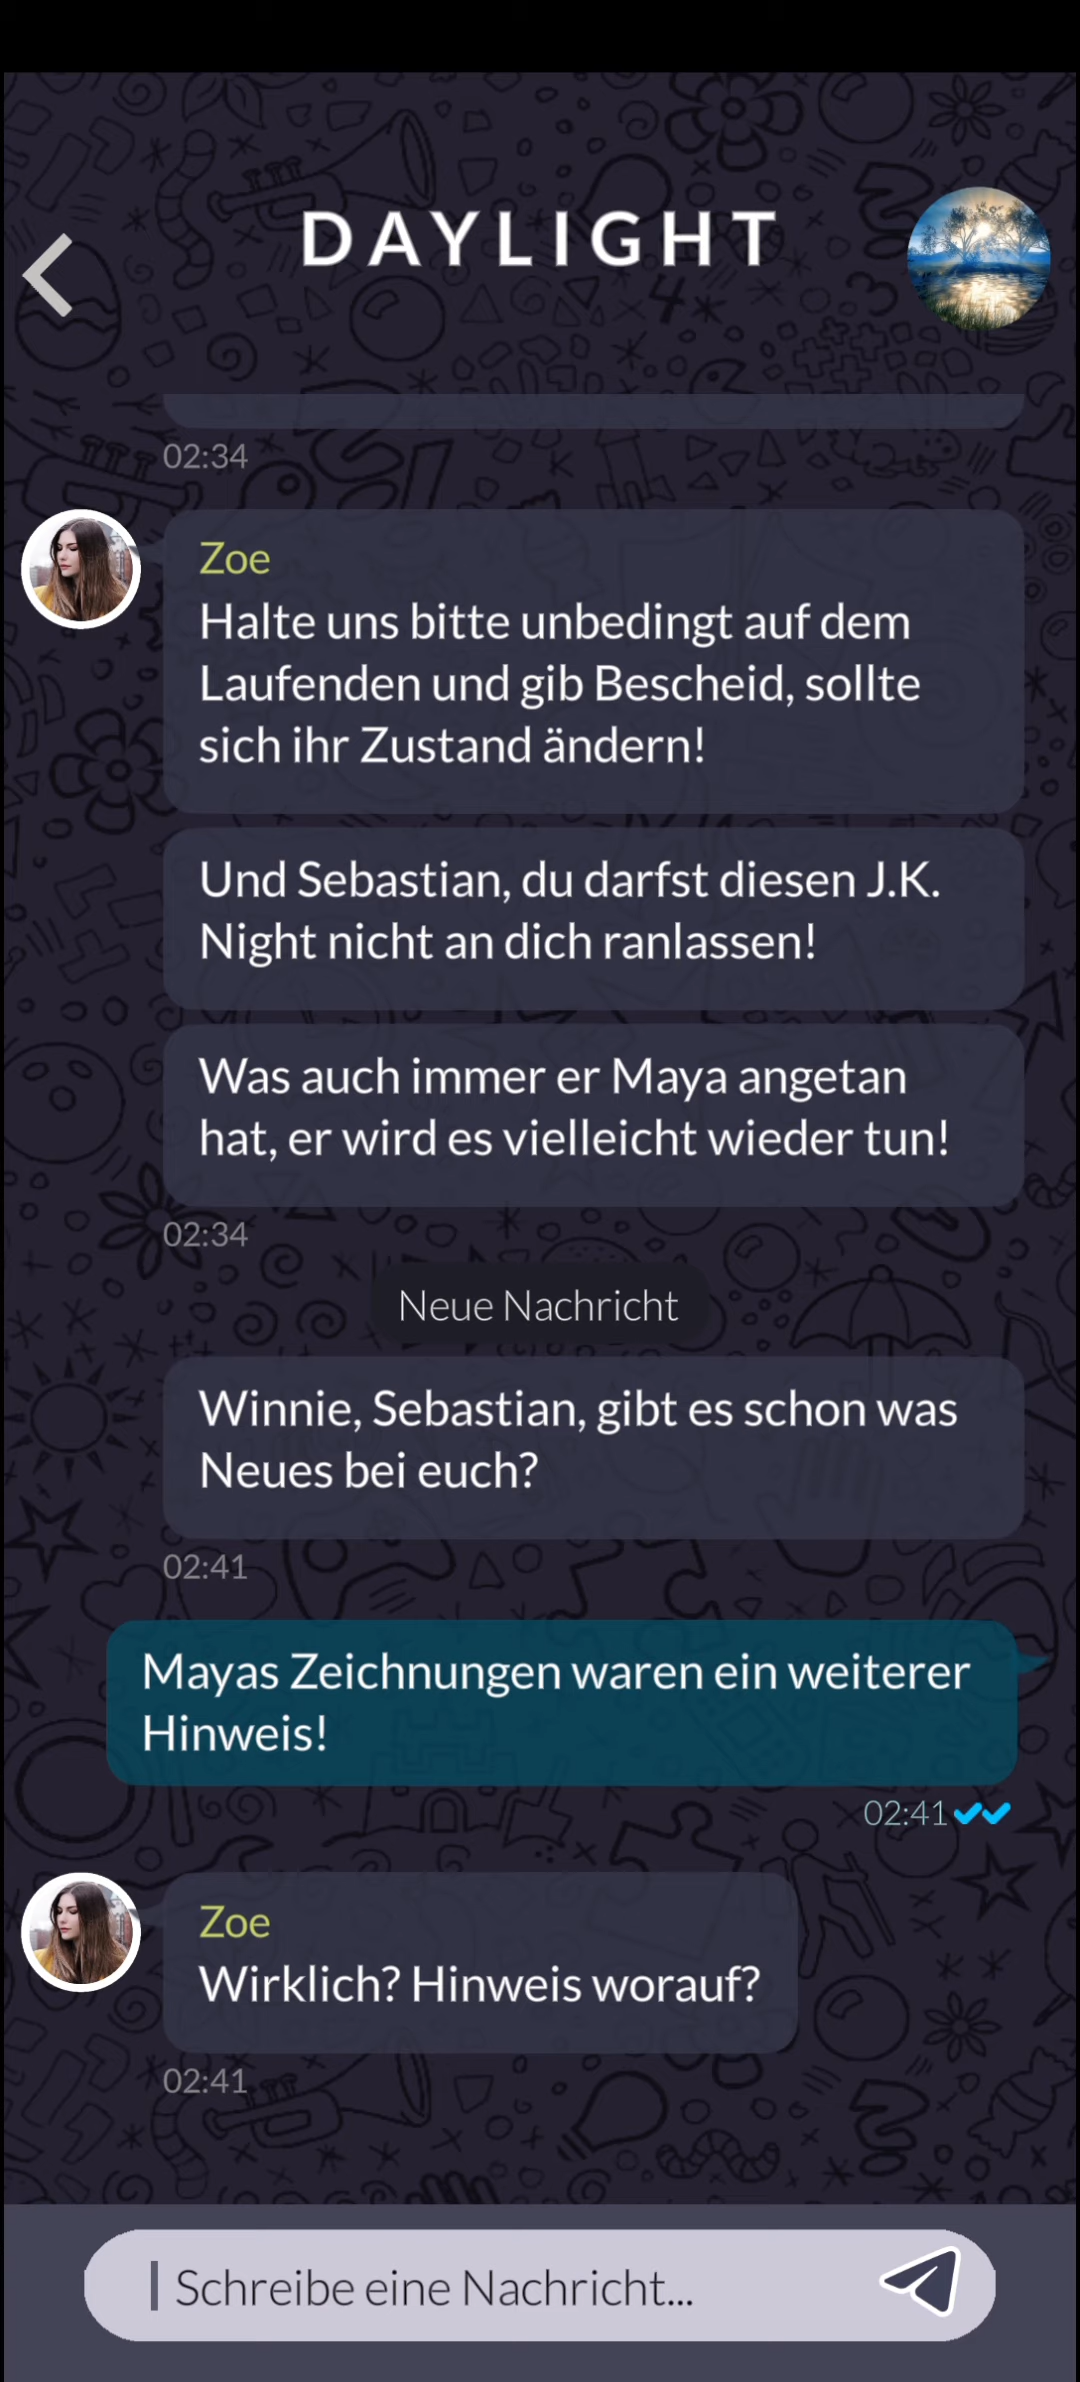 DAYLIGHT
02:34
Zoe
Halte uns bitte unbedingt auf dem
Laufenden und gib Bescheid, sollte
sich ihr Zustand ändern!
Und Sebastian, du darfst diesen J.K.
Night nicht an dich ranlassen!
Was auch immer er Maya angetan
hat, er wird es vielleicht wieder tun!
02:34
Neue Nachricht
Winnie, Sebastian, gibt es schon was
Neues bei euch?
02:41
Mayas Zeichnungen waren ein weiterer
Hinweis!
02:41
Zoe
Wirklich? Hinweis worauf?
02:41
Schreibe eine Nachricht...